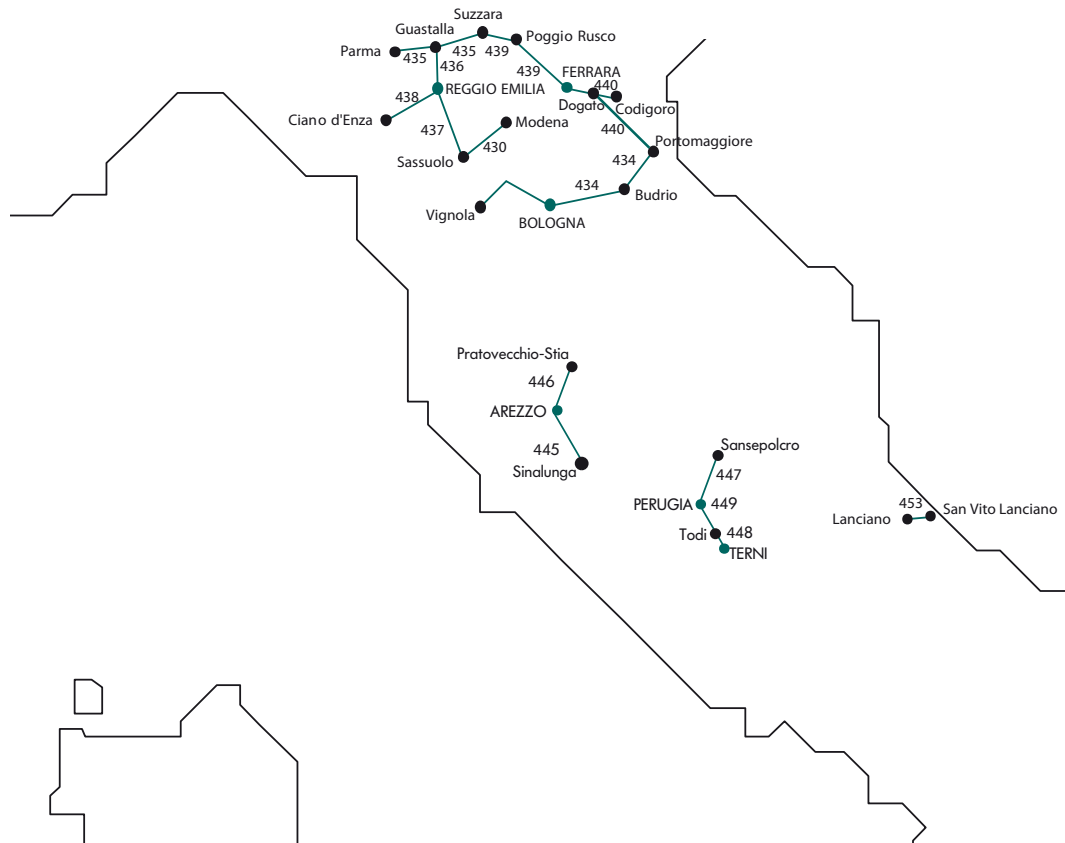 Suzzara
Guastalla
Poggio Rusco
Parma
435
435
439
436
439
FERRARA
440
REGGIO EMILIA
438
Dogato
Codigoro
Ciano d'Enza
Modena
437
440
430
Portomaggiore
Sassuolo
434
434
Budrio
Vignola
BOLOGNA
Pratovecchio-Stia
446
AREZZO
445
Sinalunga
Sansepolcro
447
PERUGIA
449
453
San Vito Lanciano
Lanciano
Todi
448
TERNI